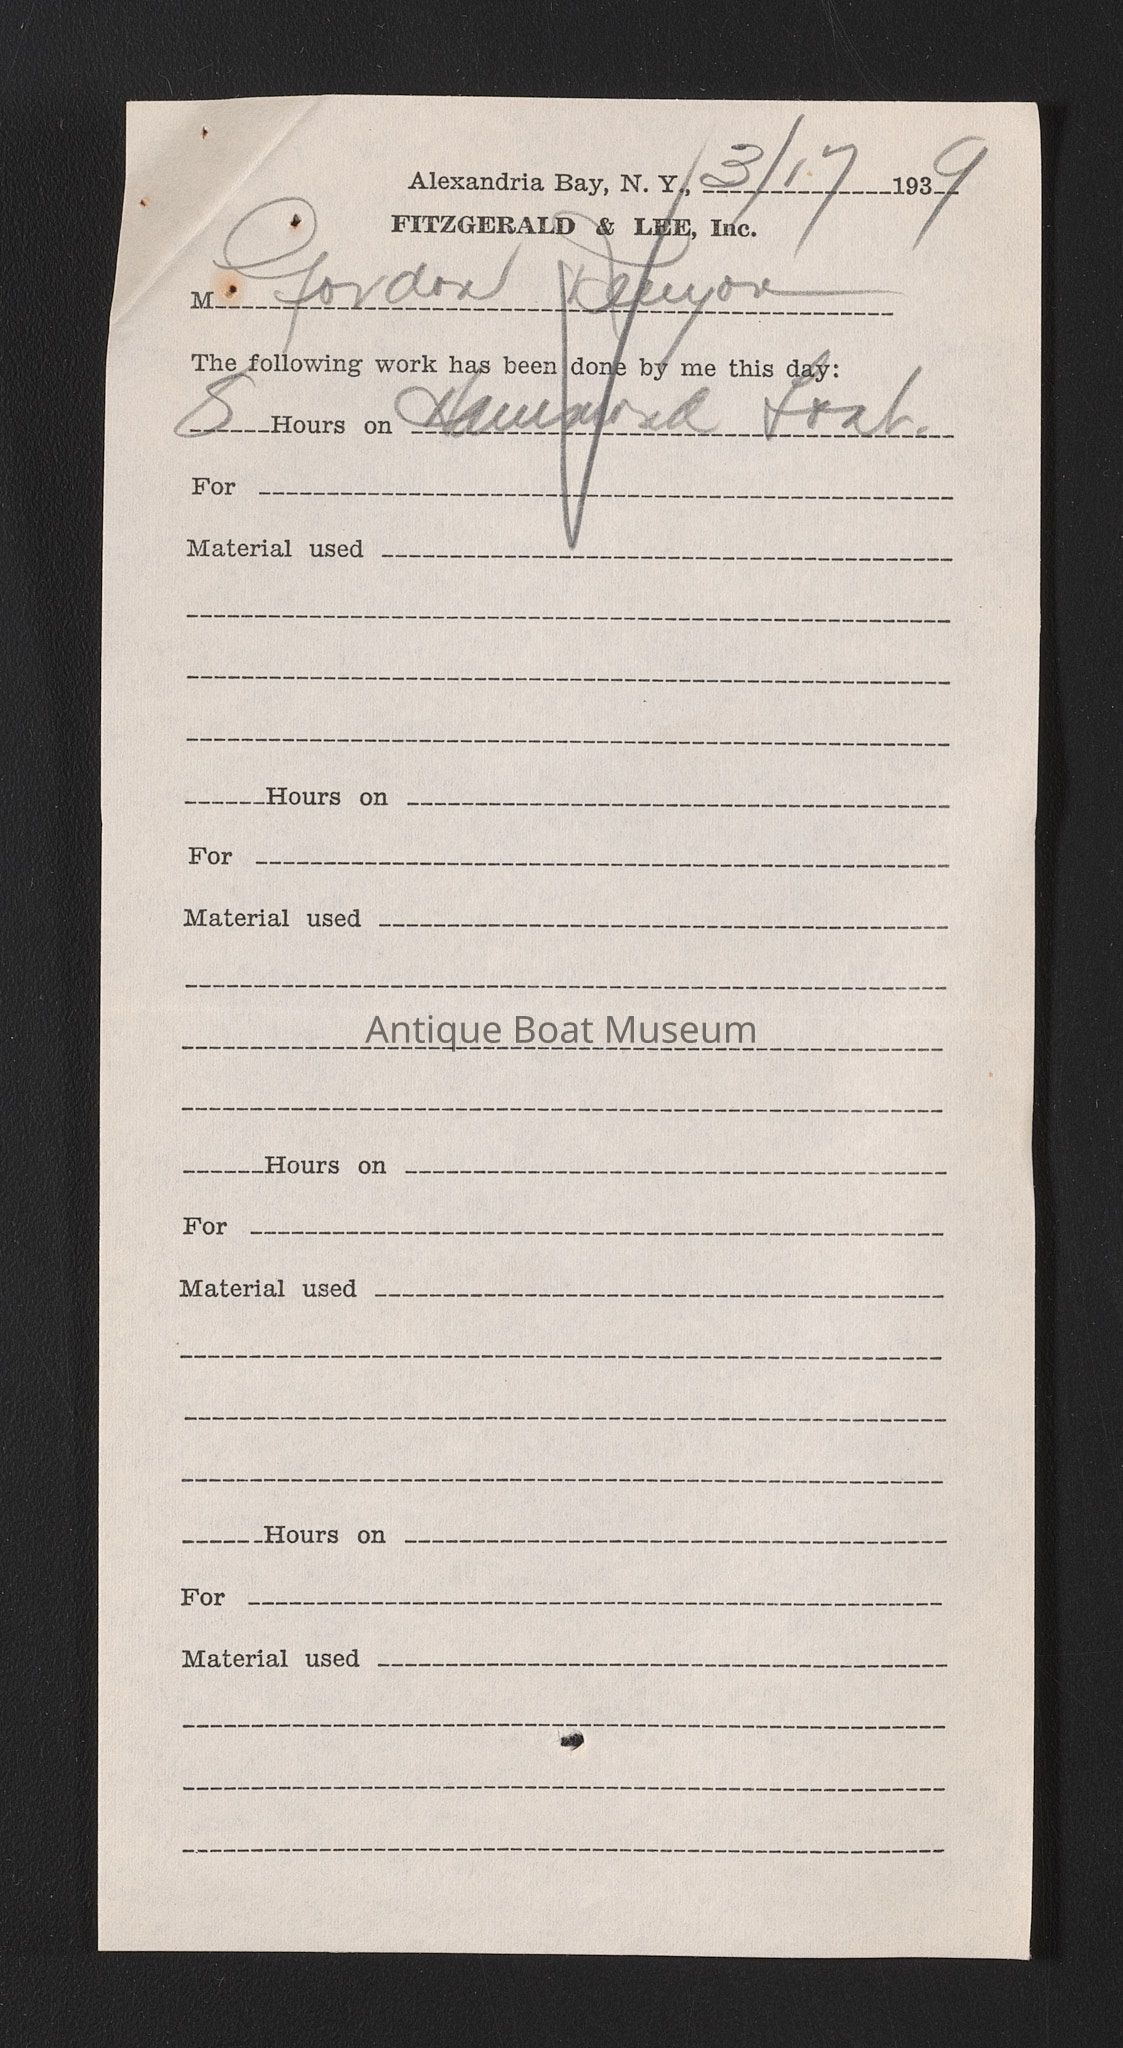 Alexandria Bay, N. Y., 3/17 1939
FITZGERALD & LEE, Inc.
M Gordon Kenyon
The following work has been done by me this day:
8 Hours on Hammond boat.
For
Material used
Hours on
For
Material used
Antique Boat Museum
Hours on
For
Material used
Hours on
For
Material used